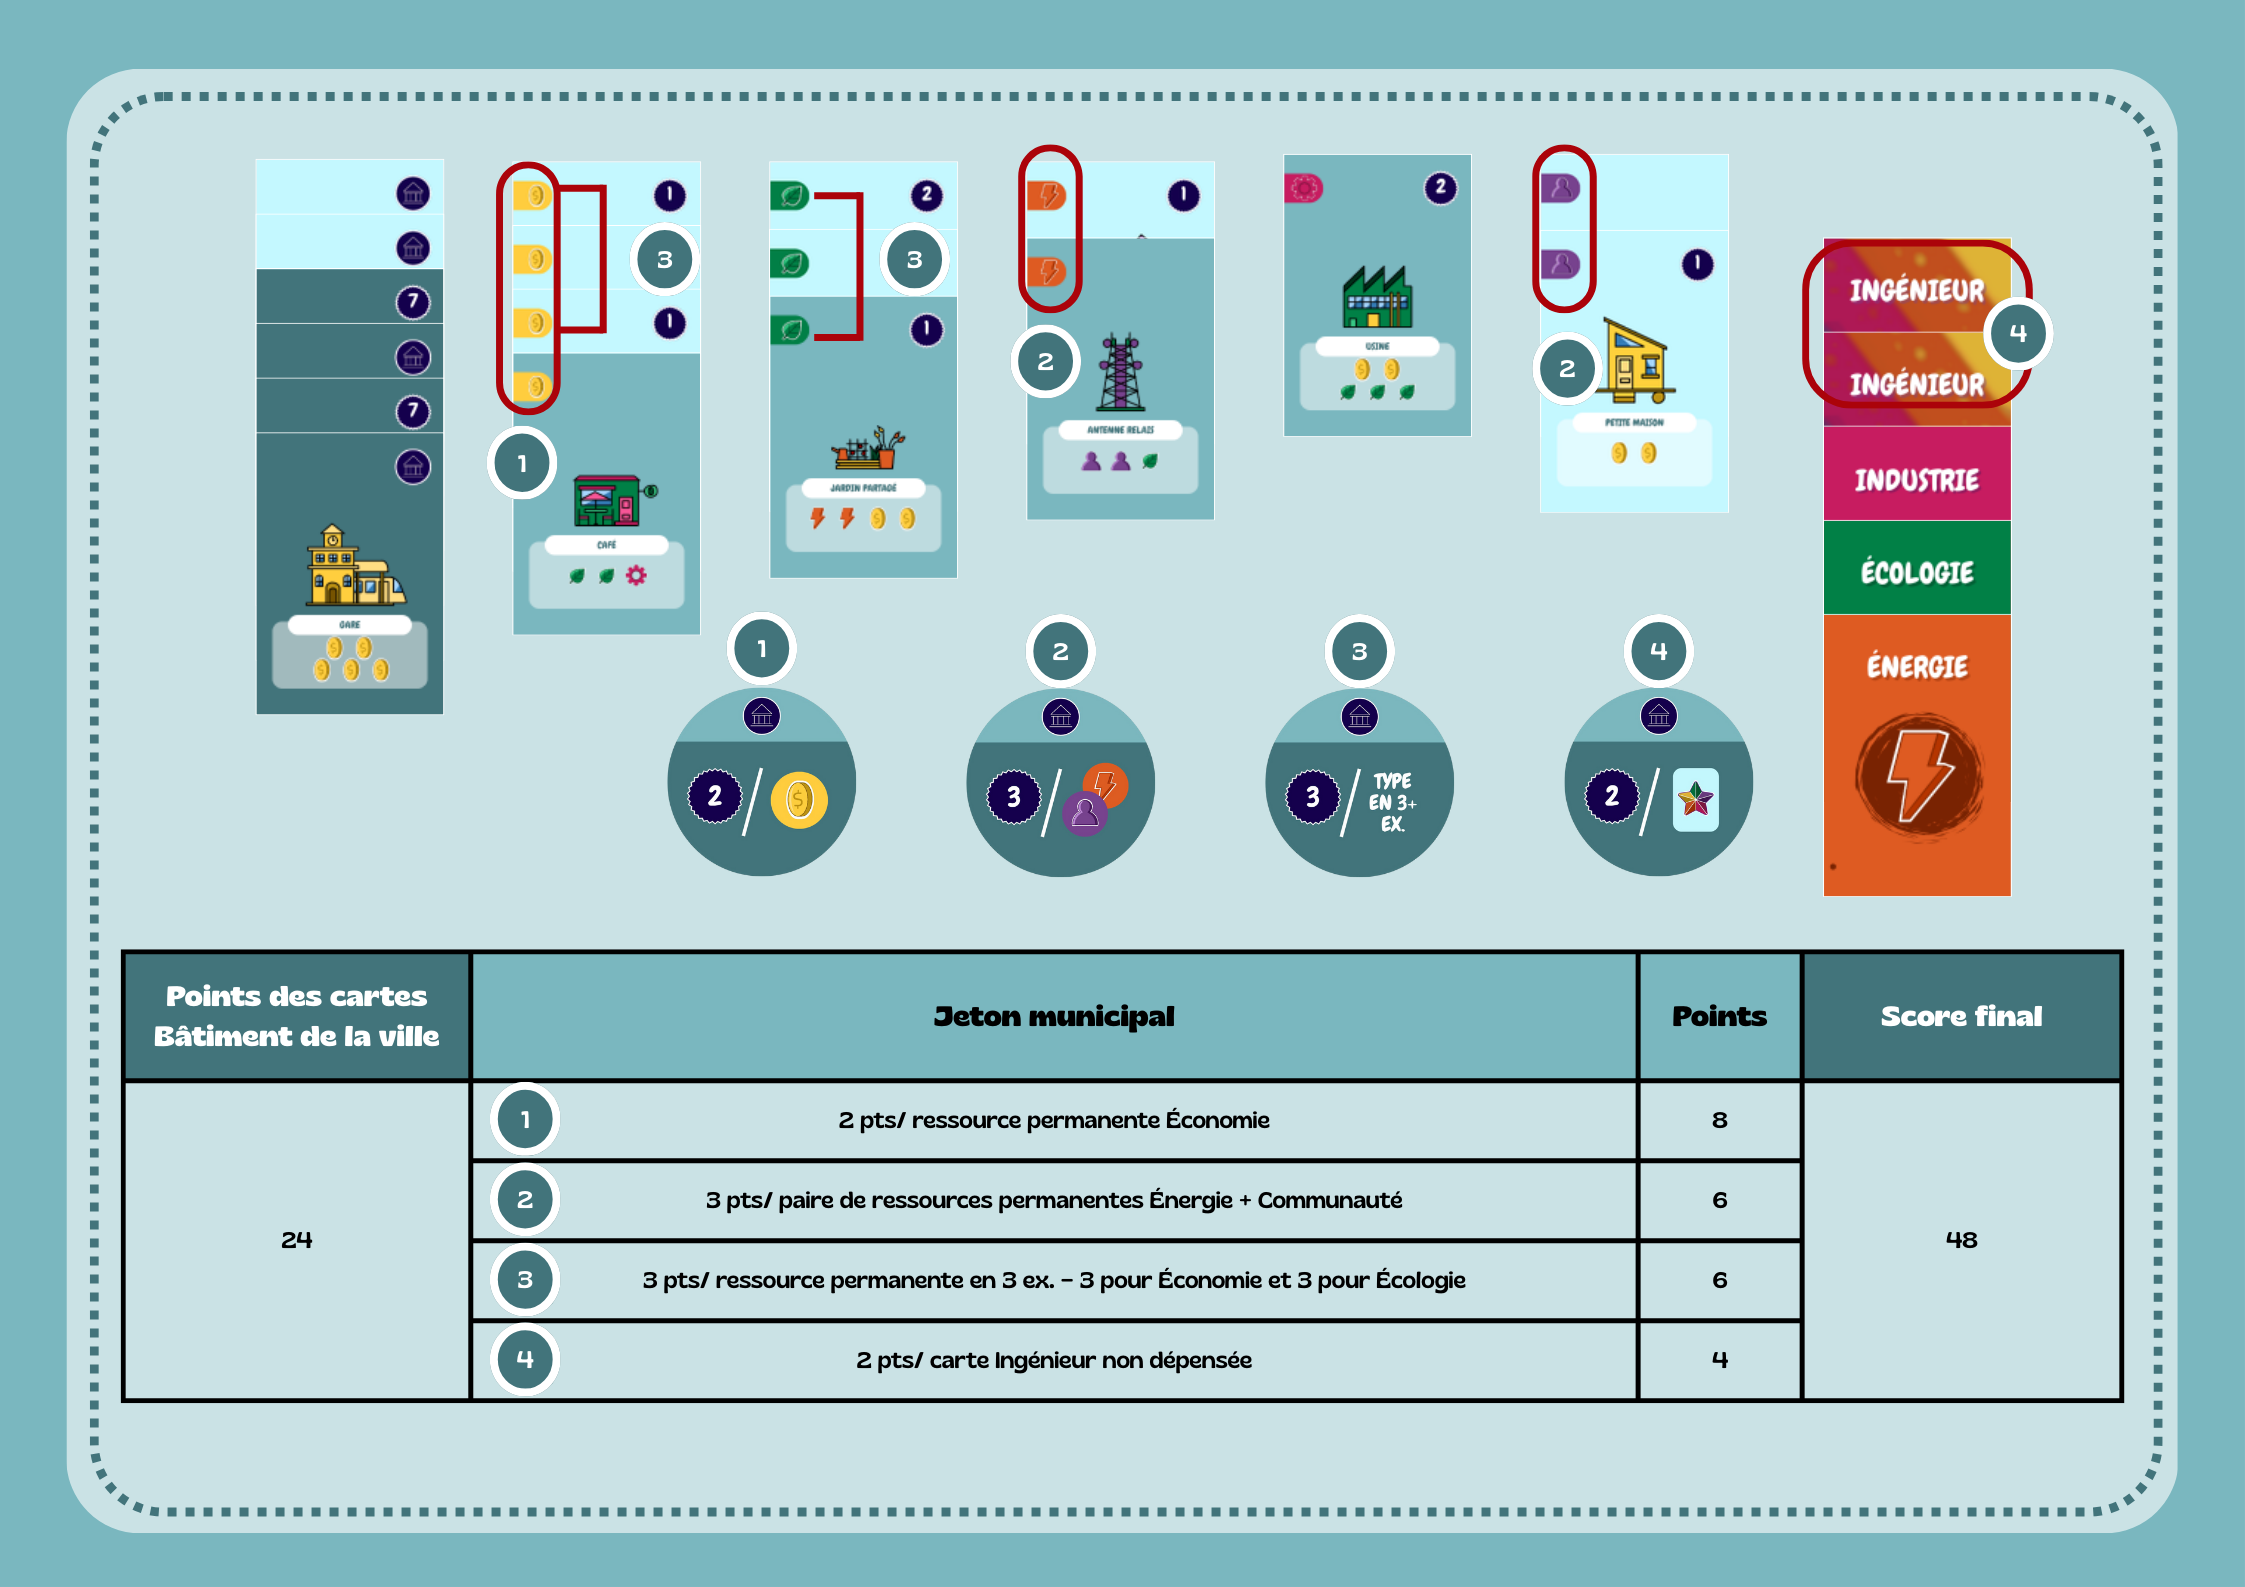 1
2
1
2
7
3
3
1
1
1
INGÉNIEUR
4
INGÉNIEUR
USINE
2
2
7
1
ANTENNE RELAIS
PETITE MAISON
JARDIN PARTAGÉ
INDUSTRIE
CAFÉ
ÉCOLOGIE
GARE
ÉNERGIE
1
2
3
4
2 /
3 /
3 / TYPE
EN 3+
EX.
2 /
Points des cartes
Bâtiment de la ville
Jeton municipal
Points
Score final
24
1
2 pts/ ressource permanente Économie
8
2
3 pts/ paire de ressources permanentes Énergie + Communauté
6
3
3 pts/ ressource permanente en 3 ex. – 3 pour Économie et 3 pour Écologie
6
4
2 pts/ carte Ingénieur non dépensée
4
48